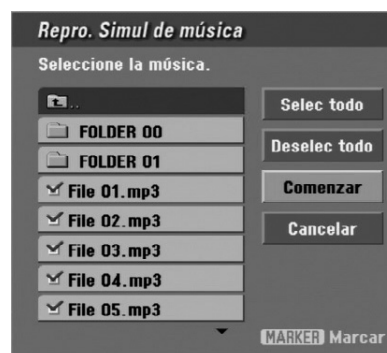 Repro. Simul de música
Seleccione la música.
..
FOLDER 00
FOLDER 01
File 01.mp3
File 02.mp3
File 03.mp3
File 04.mp3
File 05.mp3
Selec todo
Deselec todo
Comenzar
Cancelar
MARKER Marcar